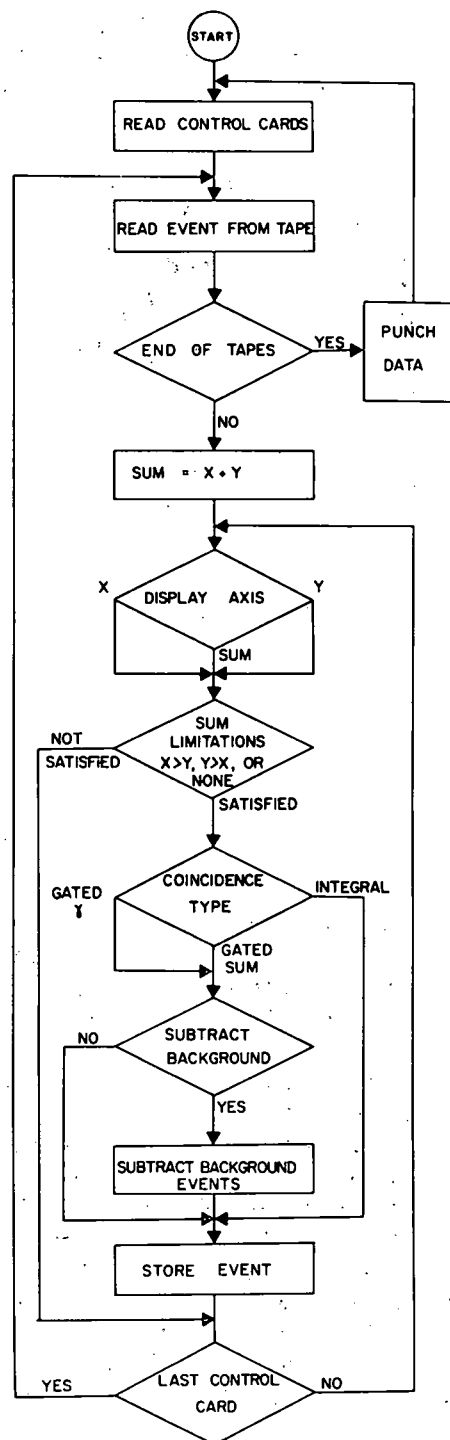 START
READ CONTROL CARDS
READ EVENT FROM TAPE
END OF TAPES
YES
PUNCH
DATA
NO
SUM = X + Y
X
DISPLAY AXIS
Y
SUM
SUM
LIMITATIONS
X>Y, Y>X, OR
NONE
NOT
SATISFIED
SATISFIED
COINCIDENCE
TYPE
INTEGRAL
GATED
γ
GATED
SUM
NO
SUBTRACT
BACKGROUND
YES
SUBTRACT BACKGROUND
EVENTS
STORE EVENT
YES
LAST CONTROL
CARD
NO